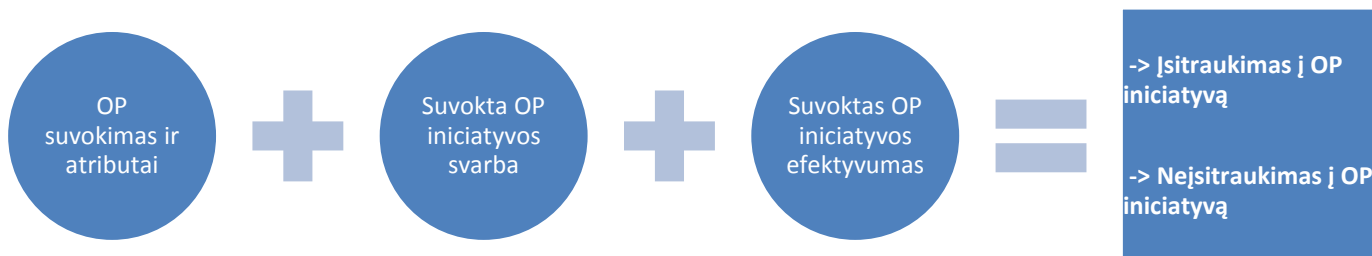 OP
suvokimas ir
atributai
Suvokta OP
iniciatyvos
svarba
Suvoktas OP
iniciatyvos
efektyvumas
-> Įsitraukimas į OP
iniciatyvą
-> Neįsitraukimas į OP
iniciatyvą